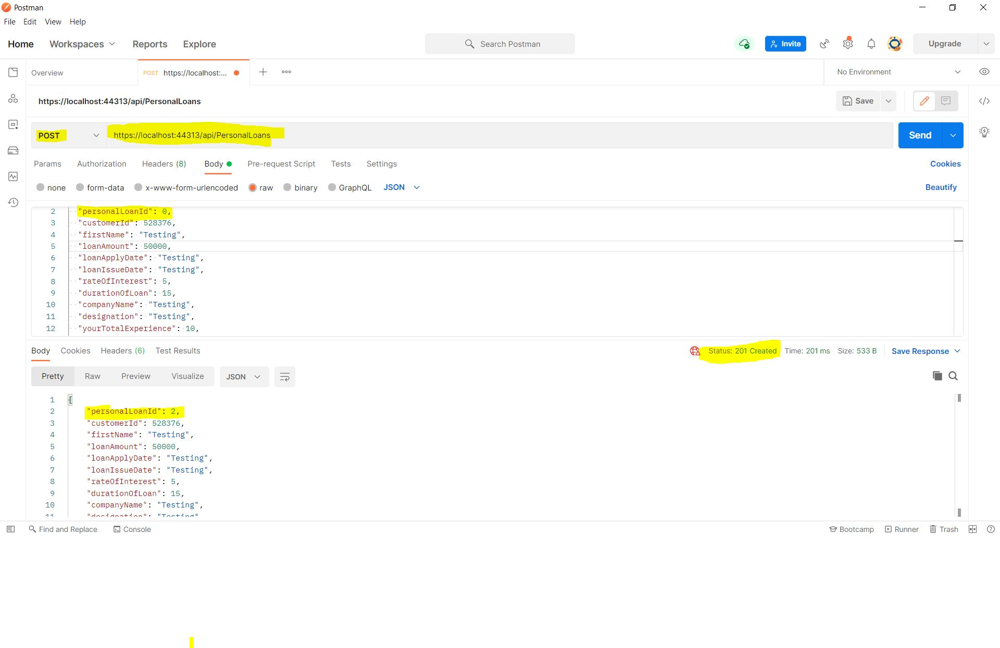 Postman
File Edit View Help
Home Workspaces Reports Explore Search Postman Invite Upgrade
Overview POST https://localhost:... ooo No Environment
https://localhost:44313/api/PersonalLoans Save
POST https://localhost:44313/api/PersonalLoans Send
Params Authorization Headers (8) Body Pre-request Script Tests Settings Cookies
none form-data x-www-form-urlencoded raw binary GraphQL JSON Beautify
2 "personalLoanId": 0,
3 "customerId": 528376,
4 "firstName": "Testing",
5 "loanAmount": 50000,
6 "loanApplyDate": "Testing",
7 "loanIssueDate": "Testing",
8 "rateOfInterest": 5,
9 "durationOfLoan": 15,
10 "companyName": "Testing",
11 "designation": "Testing",
12 "yourTotalExperience": 10,
Body Cookies Headers (6) Test Results Status: 201 Created Time: 201 ms Size: 533 B Save Response
Pretty Raw Preview Visualize JSON
1 {
2 "personalLoanId": 2,
3 "customerId": 528376,
4 "firstName": "Testing",
5 "loanAmount": 50000,
6 "loanApplyDate": "Testing",
7 "loanIssueDate": "Testing",
8 "rateOfInterest": 5,
9 "durationOfLoan": 15,
10 "companyName": "Testing",
11 "designation": "Testing"
Find and Replace Console Bootcamp Runner Trash